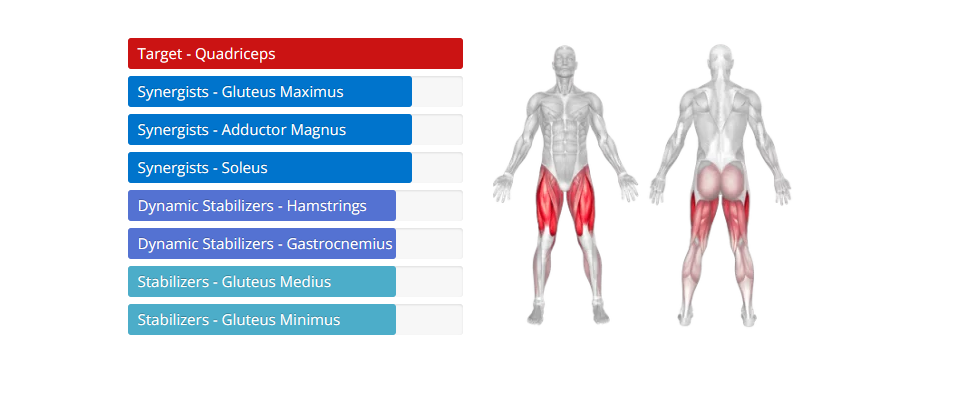 Target - Quadriceps
Synergists - Gluteus Maximus
Synergists - Adductor Magnus
Synergists - Soleus
Dynamic Stabilizers - Hamstrings
Dynamic Stabilizers - Gastrocnemius
Stabilizers - Gluteus Medius
Stabilizers - Gluteus Minimus